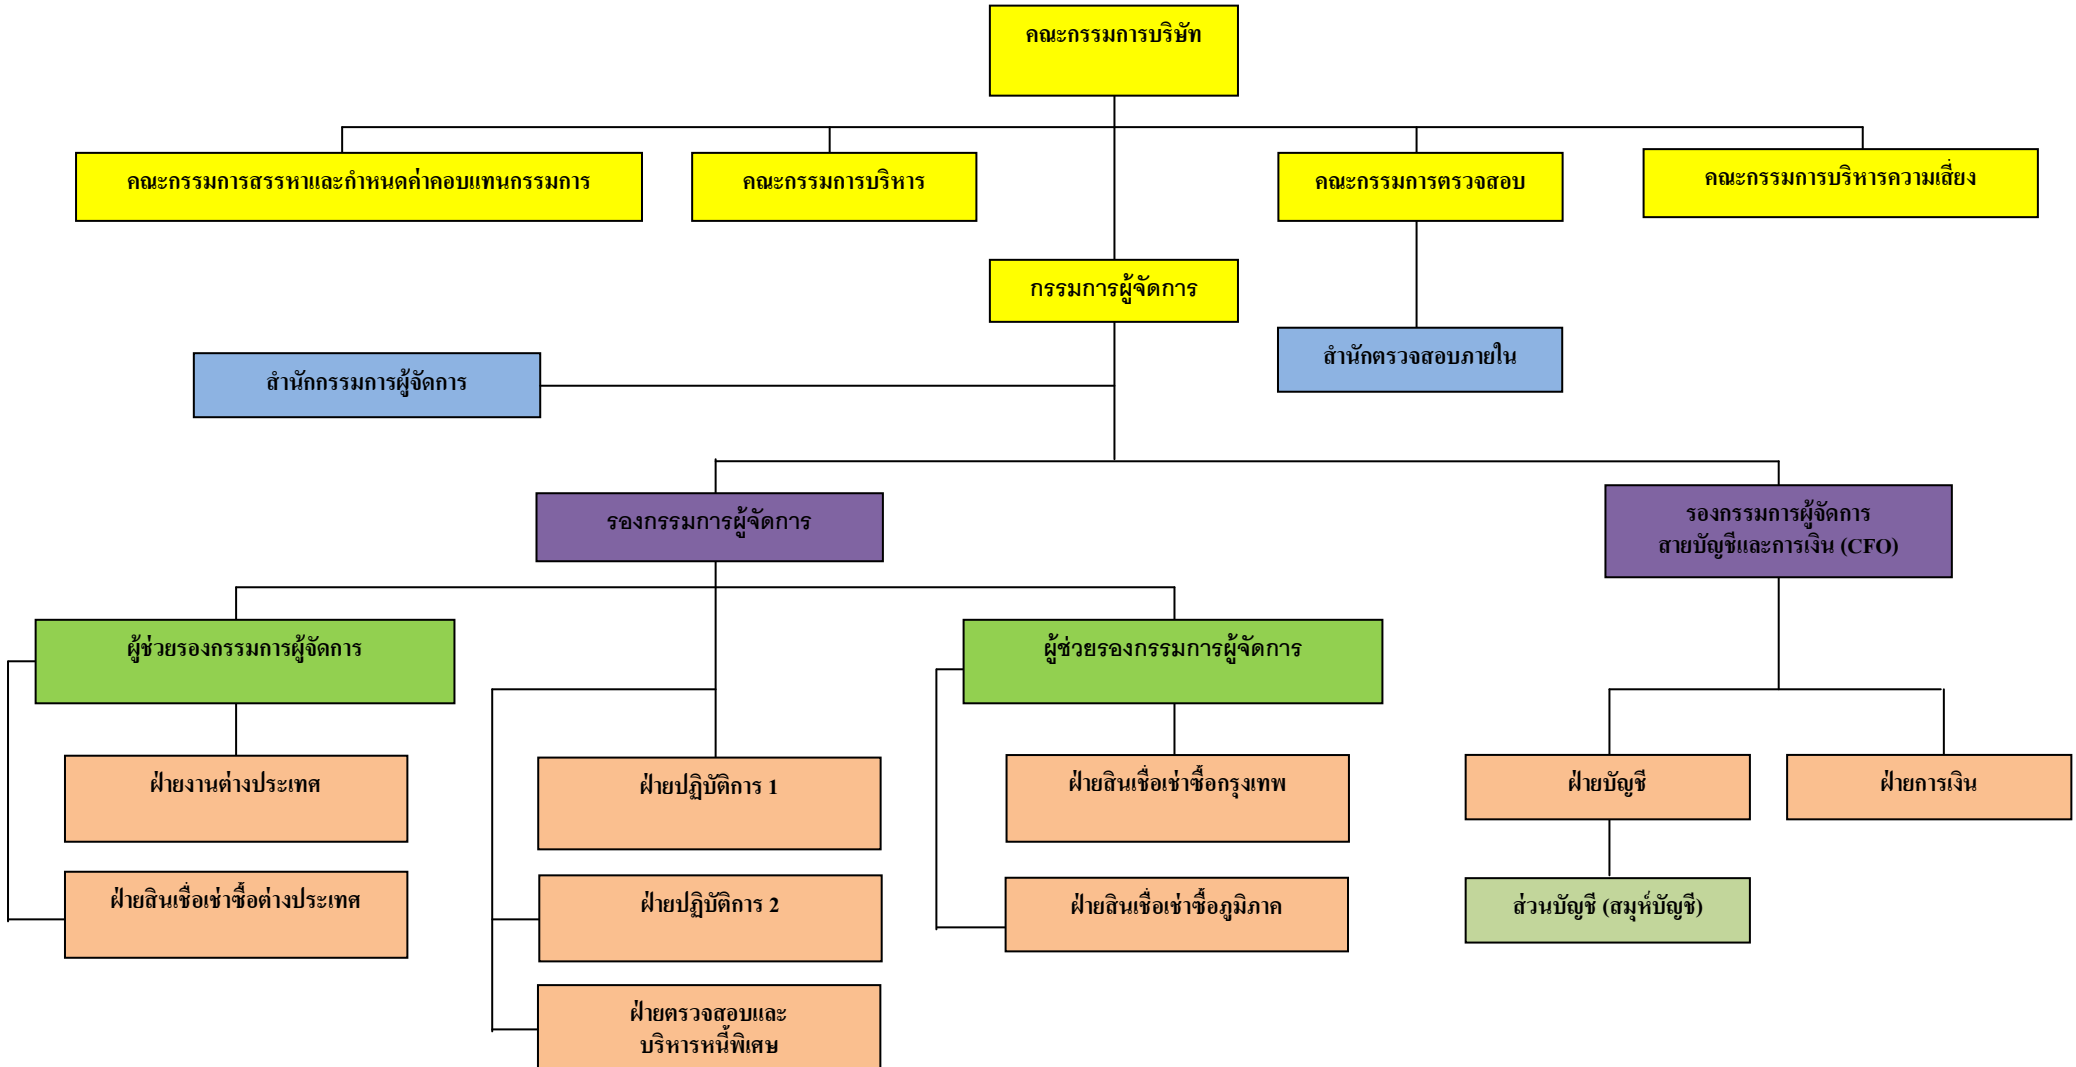 คณะกรรมการบริษัท
คณะกรรมการสรรหาและกำหนดค่าคอบแทนกรรมการ
คณะกรรมการบริหาร
คณะกรรมการตรวจสอบ
คณะกรรมการบริหารความเสี่ยง
กรรมการผู้จัดการ
สำนักตรวจสอบภายใน
สำนักกรรมการผู้จัดการ
รองกรรมการผู้จัดการ
รองกรรมการผู้จัดการ
สายบัญชีและการเงิน (CFO)
ผู้ช่วยรองกรรมการผู้จัดการ
ผู้ช่วยรองกรรมการผู้จัดการ
ฝ่ายงานต่างประเทศ
ฝ่ายปฏิบัติการ 1
ฝ่ายสินเชื่อเช่าซื้อกรุงเทพ
ฝ่ายบัญชี
ฝ่ายการเงิน
ฝ่ายสินเชื่อเช่าซื้อต่างประเทศ
ฝ่ายปฏิบัติการ 2
ฝ่ายสินเชื่อเช่าซื้อภูมิภาค
ส่วนบัญชี (สมุห์บัญชี)
ฝ่ายตรวจสอบและ
บริหารหนี้พิเศษ